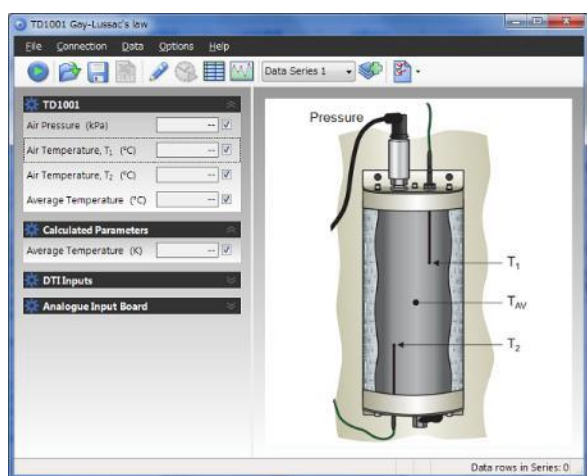 TD1001 Gay-Lussac's law
File Connection Data Options Help
Data Series 1
TD1001
Air Pressure (kPa) --
Air Temperature, T₁ (°C) --
Air Temperature, T₂ (°C) --
Average Temperature (°C) --
Calculated Parameters
Average Temperature (K) --
DTI Inputs
Analogue Input Board
Pressure
T₁
T_AV
T₂
Data rows in Series: 0